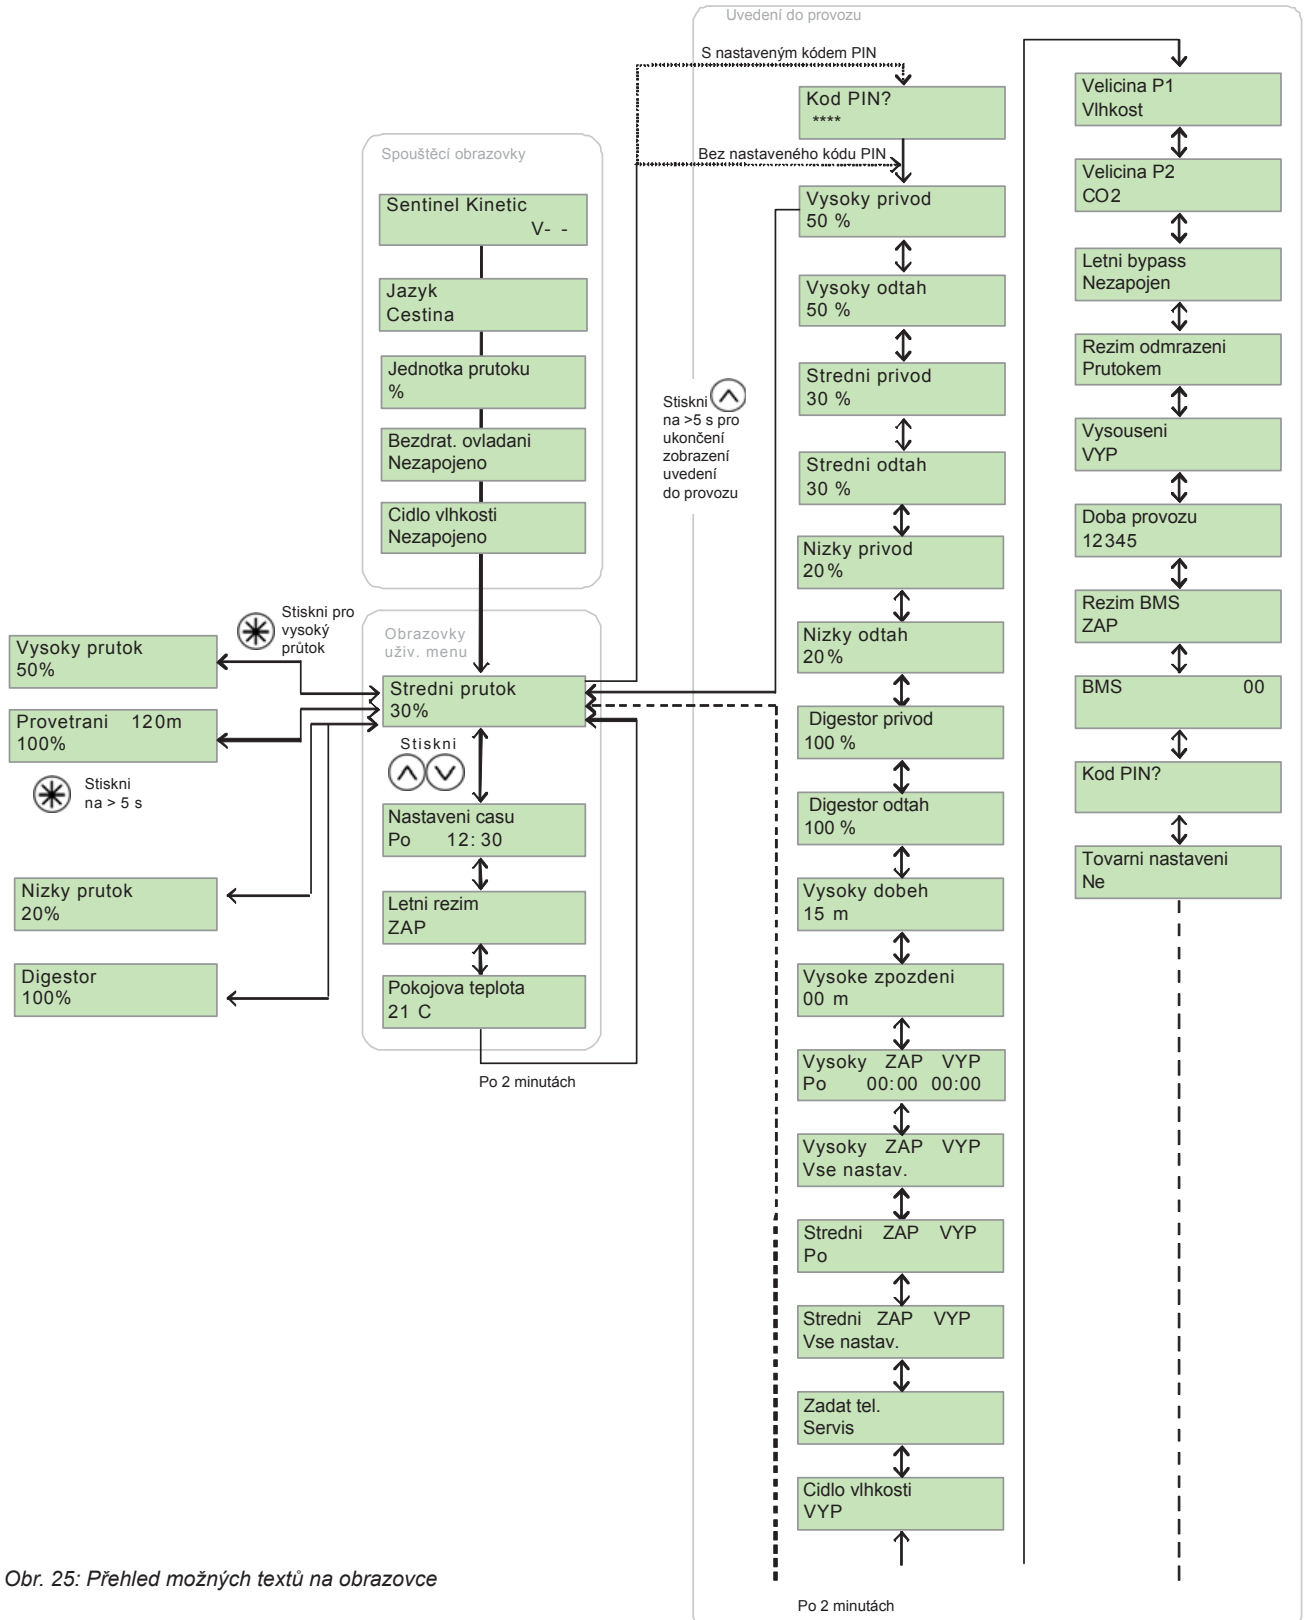 Uvedení do provozu
S nastaveným kódem PIN
Kod PIN?
****
Bez nastaveného kódu PIN
Vysoky privod
50 %
Vysoky odtah
50 %
Stredni privod
30 %
Stredni odtah
30 %
Nizky privod
20%
Nizky odtah
20%
Digestor privod
100 %
Digestor odtah
100 %
Vysoky dobeh
15 m
Vysoke zpozdeni
00 m
Vysoky ZAP VYP
Po 00:00 00:00
Vysoky ZAP VYP
Vse nastav.
Stredni ZAP VYP
Po
Stredni ZAP VYP
Vse nastav.
Zadat tel.
Servis
Cidlo vlhkosti
VYP
Po 2 minutách
Velicina P1
Vlhkost
Velicina P2
CO2
Letni bypass
Nezapojen
Rezim odmrazeni
Prutokem
Vysouseni
VYP
Doba provozu
12345
Rezim BMS
ZAP
BMS 00
Kod PIN?
Tovarni nastaveni
Ne
Stiskni
na >5 s pro
ukončení
zobrazení
uvedení
do provozu
Spouštěcí obrazovky
Sentinel Kinetic
V- -
Jazyk
Cestina
Jednotka prutoku
%
Bezdrat. ovladani
Nezapojeno
Cidlo vlhkosti
Nezapojeno
Obrazovky
uživ. menu
Stredni prutok
30%
Stiskni
Nastaveni casu
Po 12:30
Letni rezim
ZAP
Pokojova teplota
21 C
Po 2 minutách
Stiskni pro
vysoký
průtok
Vysoky prutok
50%
Provetrani 120m
100%
Stiskni
na > 5 s
Nizky prutok
20%
Digestor
100%
Obr. 25: Přehled možných textů na obrazovce